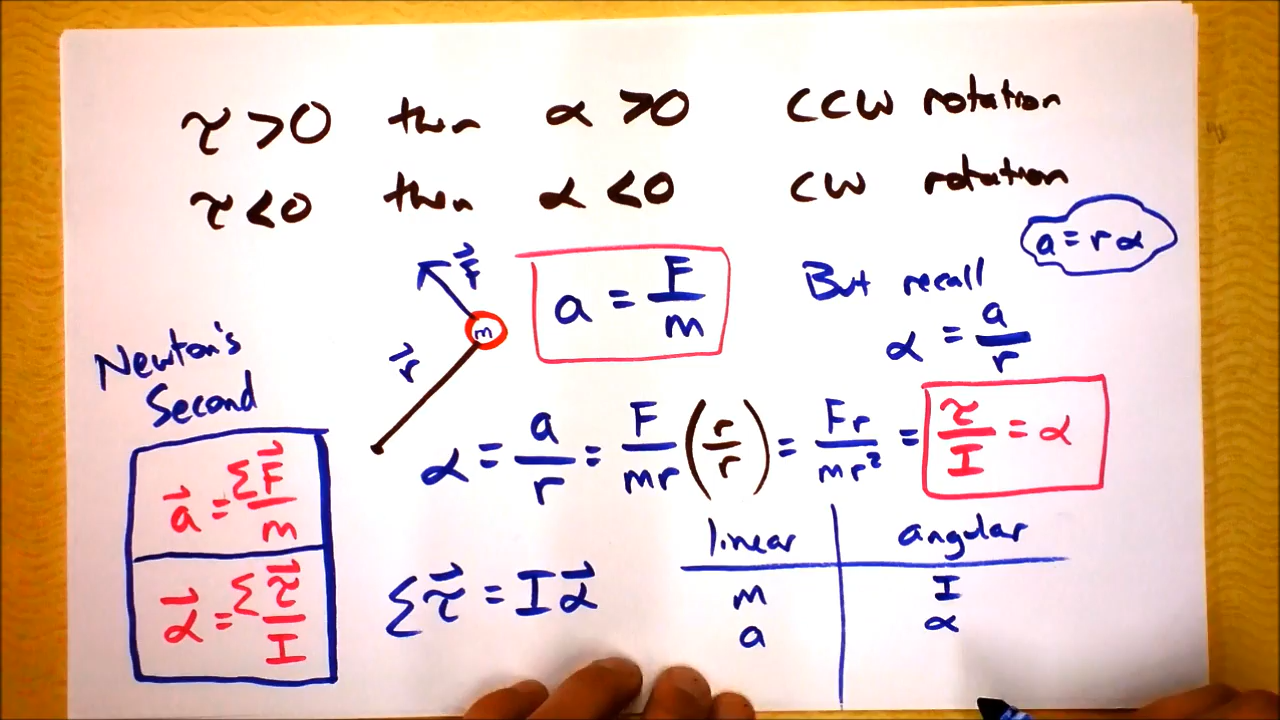 τ > 0 then α > 0 CCW rotation
τ < 0 then α < 0 CW rotation
a = rα
F⃗
m
r⃗
a = F/m
But recall
α = a/r
Newton's
Second
a⃗ = ΣF⃗/m
α⃗ = Στ⃗/I
α = a/r = F/mr (r/r) = Fr/mr² = τ/I = α
Στ⃗ = Iα⃗
linear angular
m I
a α